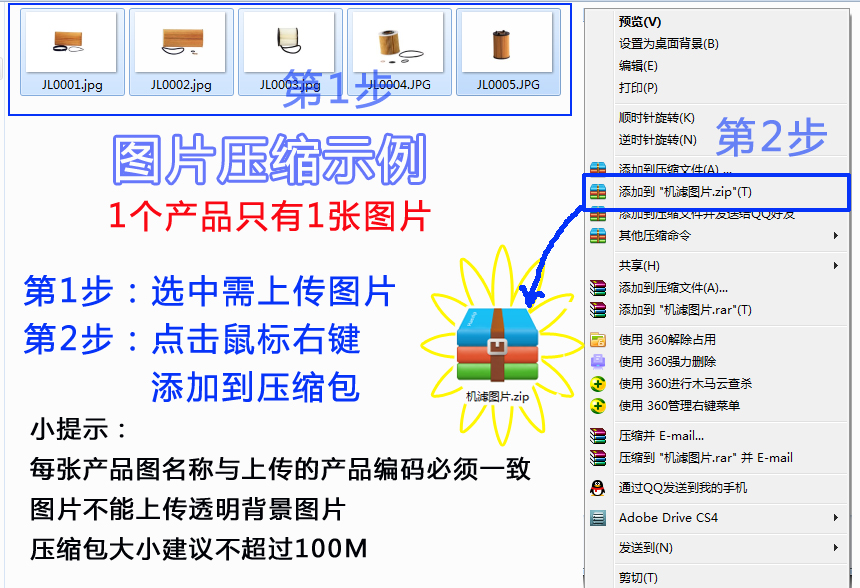 JL0001.jpg
JL0002.jpg
JL0003.jpg
JL0004.JPG
JL0005.JPG
第1步
图片压缩示例
1个产品只有1张图片
第1步：选中需上传图片
第2步：点击鼠标右键
添加到压缩包
小提示：
每张产品图名称与上传的产品编码必须一致
图片不能上传透明背景图片
压缩包大小建议不超过100M
机滤图片.zip
第2步
预览(V)
设置为桌面背景(B)
编辑(E)
打印(P)
顺时针旋转(K)
逆时针旋转(N)
添加到压缩文件(A)...
添加到 "机滤图片.zip"(T)
添加到压缩文件并发送给QQ好友
其他压缩命令
共享(H)
添加到压缩文件(A)...
添加到 "机滤图片.rar"(T)
使用 360解除占用
使用 360强力删除
使用 360进行木马云查杀
使用 360管理右键菜单
压缩并 E-mail...
压缩到 "机滤图片.rar" 并 E-mail
通过QQ发送到我的手机
Adobe Drive CS4
发送到(N)
剪切(T)